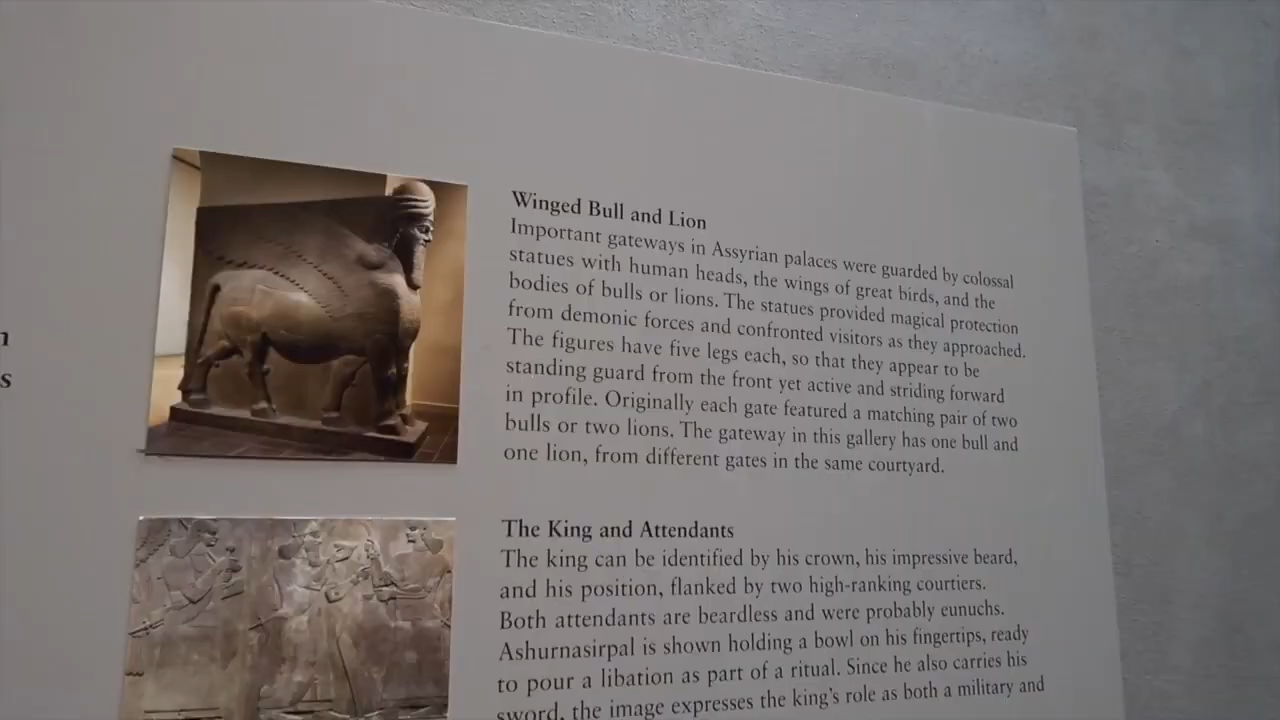 Winged Bull and Lion
Important gateways in Assyrian palaces were guarded by colossal
statues with human heads, the wings of great birds, and the
bodies of bulls or lions. The statues provided magical protection
from demonic forces and confronted visitors as they approached.
The figures have five legs each, so that they appear to be
standing guard from the front yet active and striding forward
in profile. Originally each gate featured a matching pair of two
bulls or two lions. The gateway in this gallery has one bull and
one lion, from different gates in the same courtyard.
The King and Attendants
The king can be identified by his crown, his impressive beard,
and his position, flanked by two high-ranking courtiers.
Both attendants are beardless and were probably eunuchs.
Ashurnasirpal is shown holding a bowl on his fingertips, ready
to pour a libation as part of a ritual. Since he also carries his
sword, the image expresses the king's role as both a military and